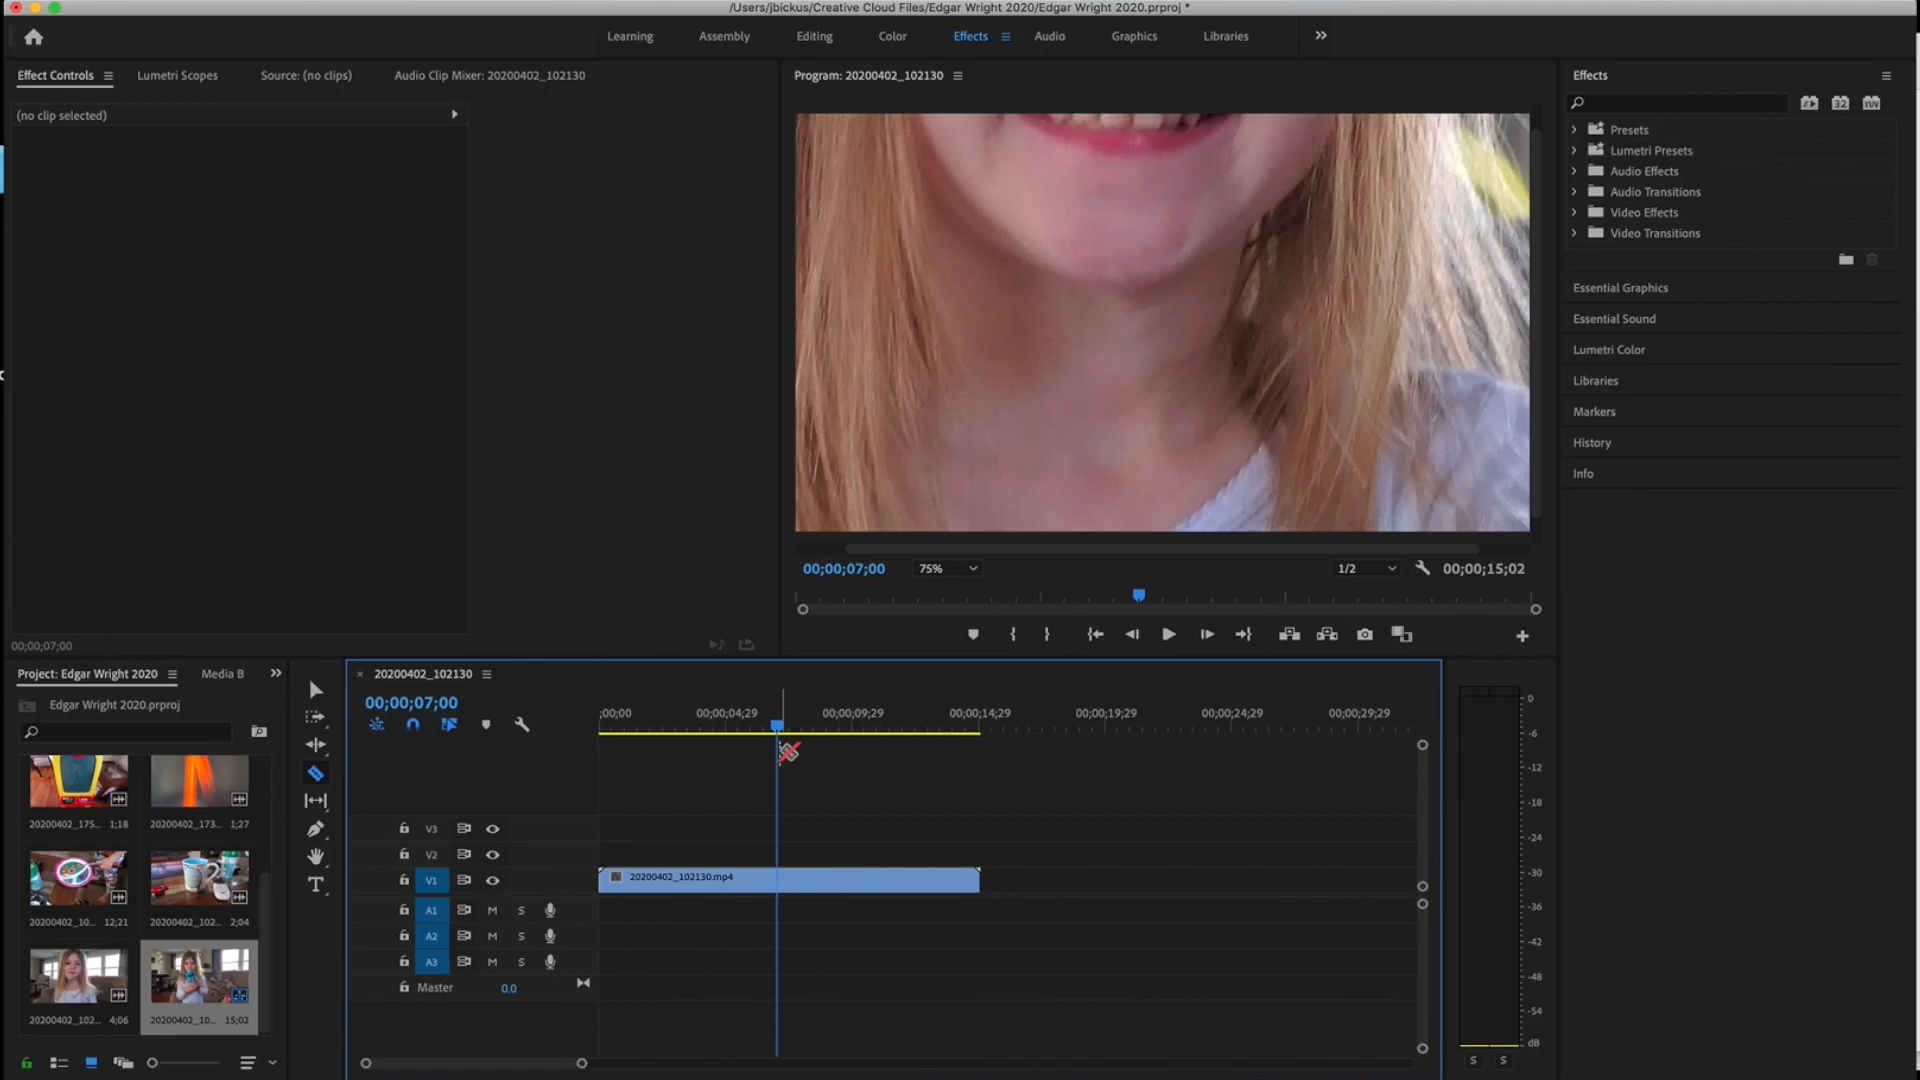 /Users/jbickus/Creative Cloud Files/Edgar Wright 2020/Edgar Wright 2020.prproj *
Learning Assembly Editing Color Effects Audio Graphics Libraries
Effect Controls Lumetri Scopes Source: (no clips) Audio Clip Mixer: 20200402_102130
(no clip selected)
00;00;07;00
Program: 20200402_102130
00;00;07;00 75% 1/2 00;00;15;02
Effects
32 YUV
Presets
Lumetri Presets
Audio Effects
Audio Transitions
Video Effects
Video Transitions
Essential Graphics
Essential Sound
Lumetri Color
Libraries
Markers
History
Info
Project: Edgar Wright 2020 Media B
Edgar Wright 2020.prproj
20200402_175... 1;18 20200402_173... 1;27
20200402_10... 12;21 20200402_102... 2;04
20200402_102... 4;06 20200402_10... 15;02
20200402_102130
00;00;07;00
;00;00 00;00;04;29 00;00;09;29 00;00;14;29 00;00;19;29 00;00;24;29 00;00;29;29
V3
V2
V1 20200402_102130.mp4
A1 M S
A2 M S
A3 M S
Master 0.0
0
-6
-12
-18
-24
-30
-36
-42
-48
-54
dB
S S